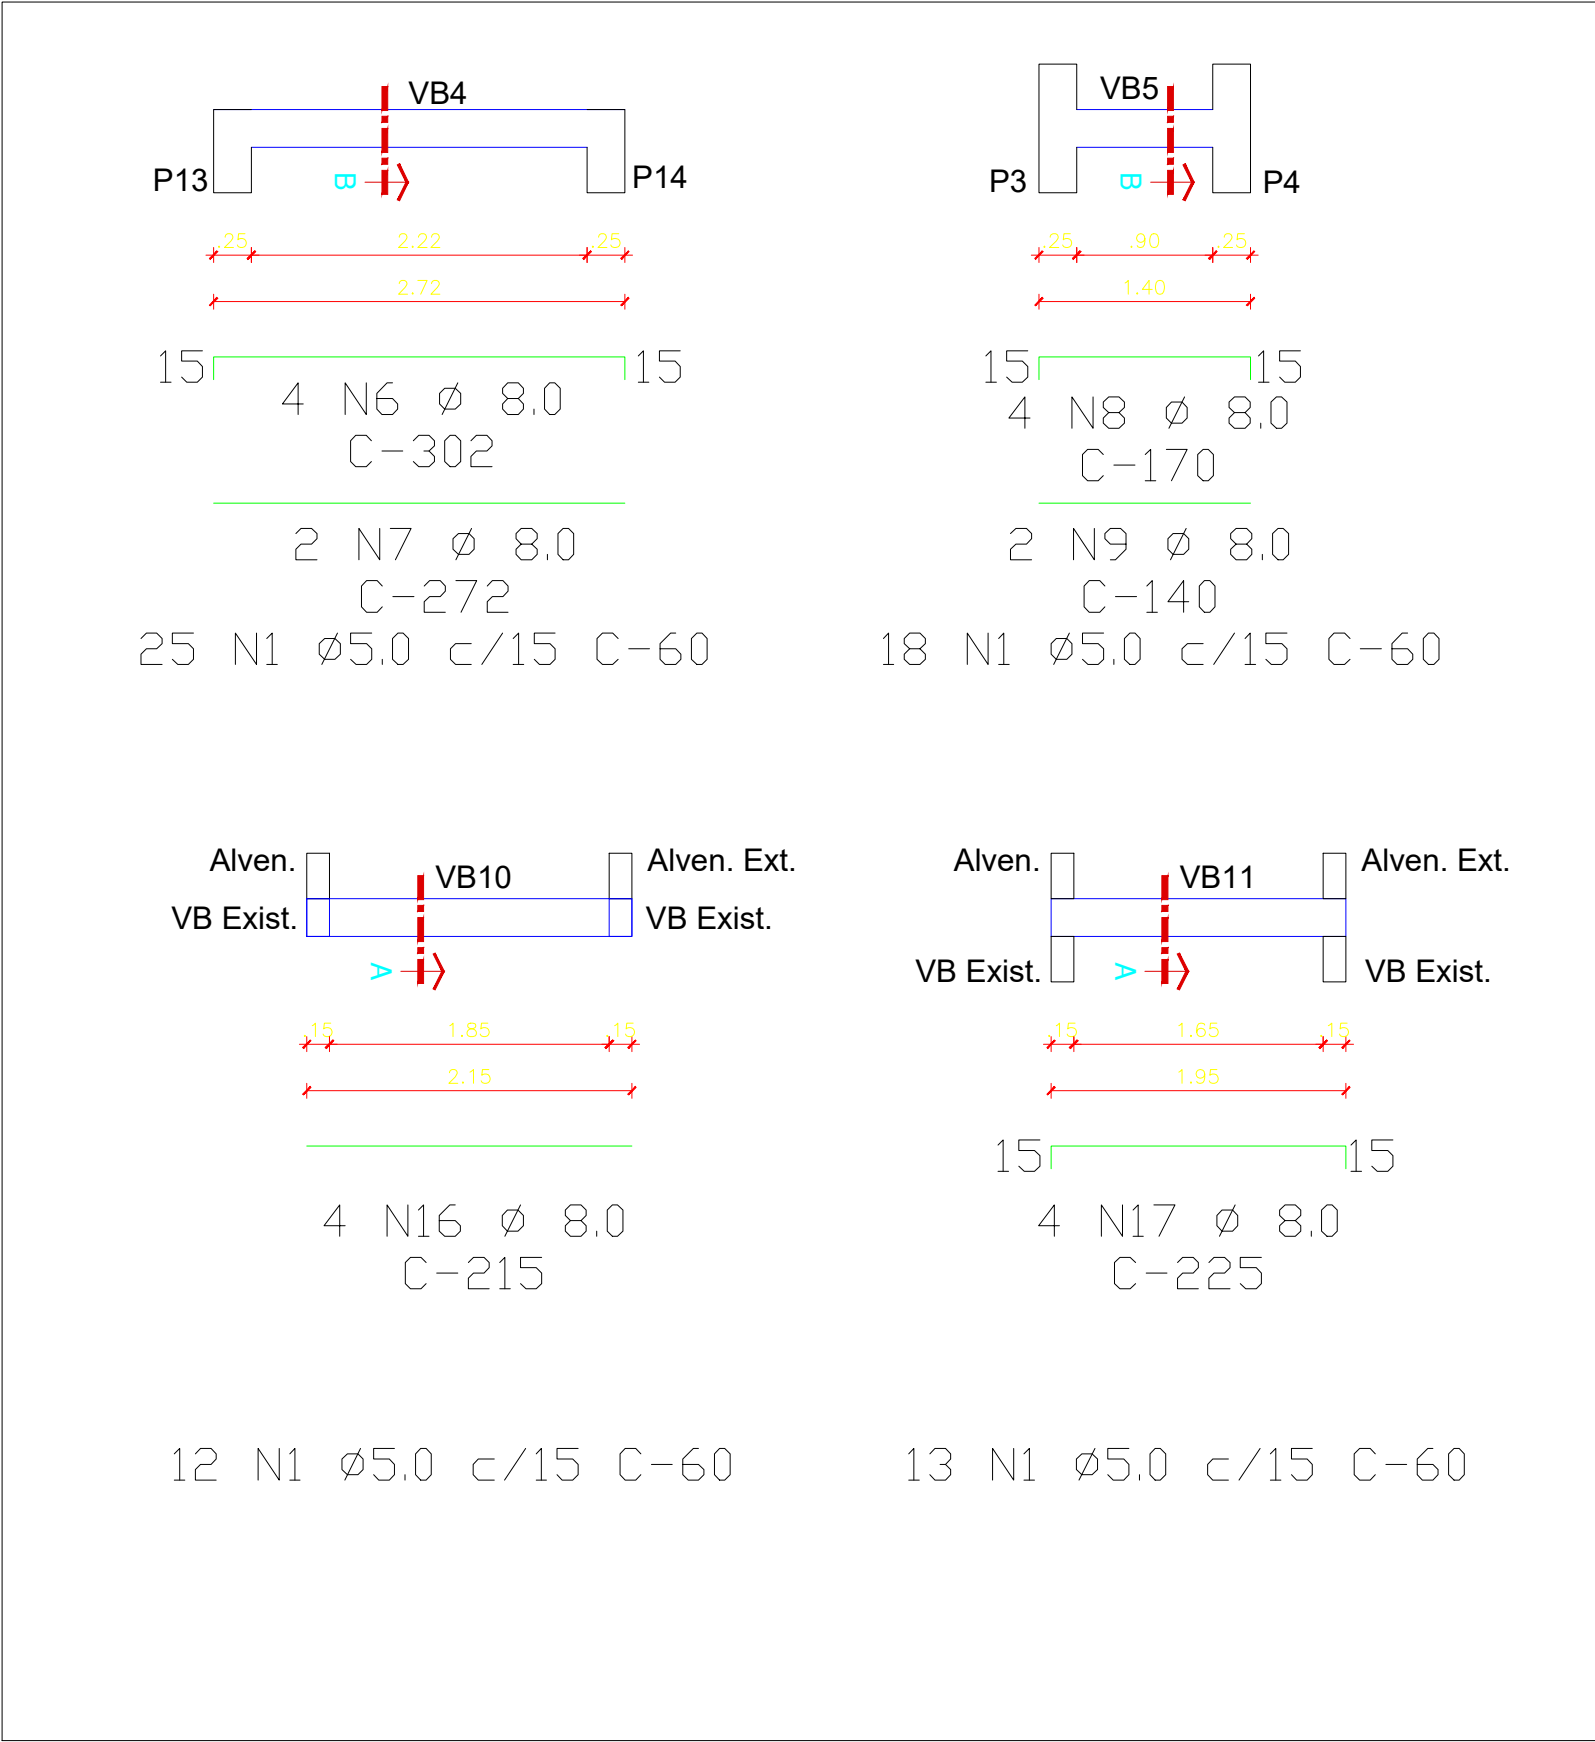 VB4
P13
B
P14
.25 2.22 .25
2.72
15 15
4 N6 ø 8.0
C-302
2 N7 ø 8.0
C-272
25 N1 ø5.0 c/15 C-60
VB5
P3
B
P4
.25 .90 .25
1.40
15 15
4 N8 ø 8.0
C-170
2 N9 ø 8.0
C-140
18 N1 ø5.0 c/15 C-60
Alven. Alven. Ext.
VB10
VB Exist. VB Exist.
A
.15 1.85 .15
2.15
4 N16 ø 8.0
C-215
12 N1 ø5.0 c/15 C-60
Alven. Alven. Ext.
VB11
VB Exist. A VB Exist.
.15 1.65 .15
1.95
15 15
4 N17 ø 8.0
C-225
13 N1 ø5.0 c/15 C-60